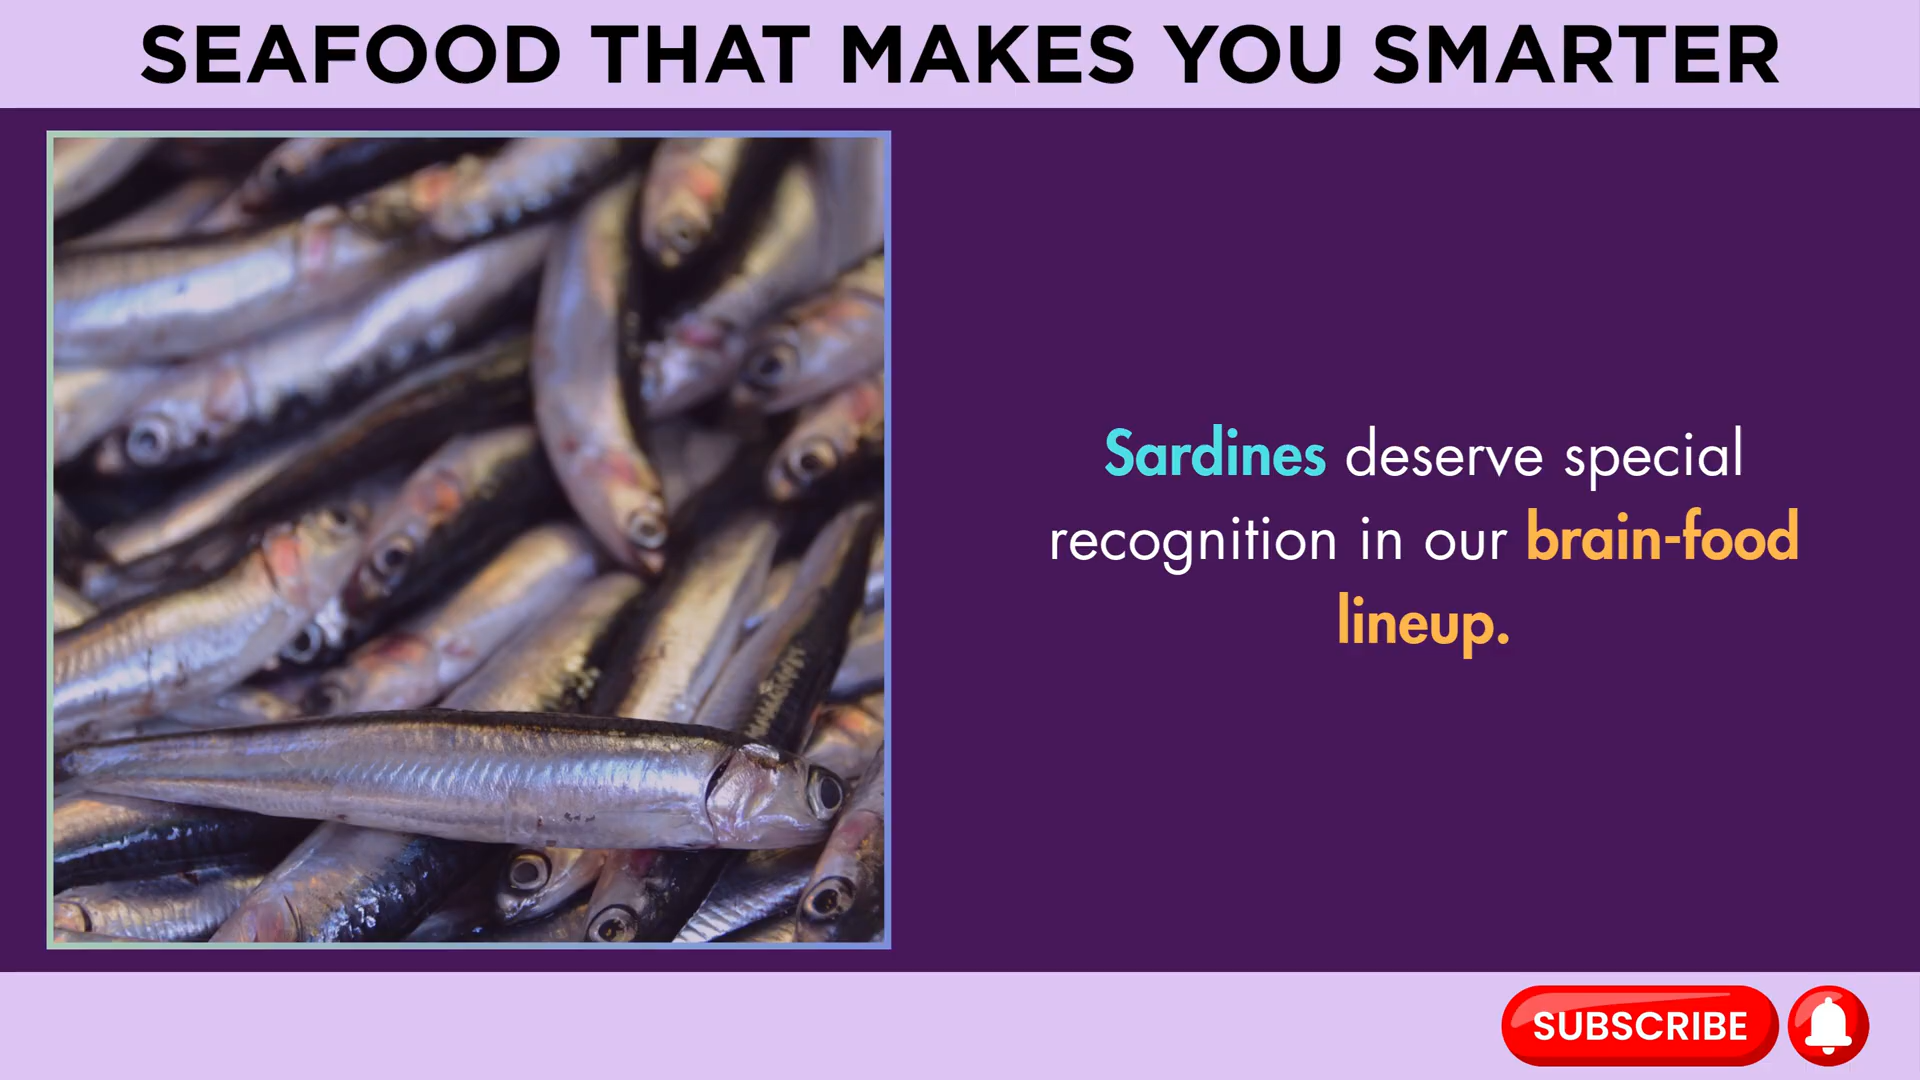 SEAFOOD THAT MAKES YOU SMARTER
Sardines deserve special
recognition in our brain-food
lineup.
SUBSCRIBE